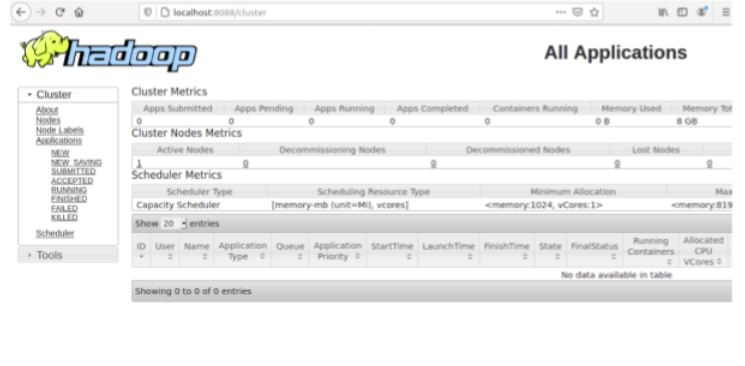 localhost:8088/cluster
hadoop
All Applications
Cluster
About
Nodes
Node Labels
Applications
NEW
NEW_SAVING
SUBMITTED
ACCEPTED
RUNNING
FINISHED
FAILED
KILLED
Scheduler
Tools
Cluster Metrics
Apps Submitted Apps Pending Apps Running Apps Completed Containers Running Memory Used Memory Tot
0 0 0 0 0 0 B 8 GB
Cluster Nodes Metrics
Active Nodes Decommissioning Nodes Decommissioned Nodes Lost Nodes
1 0 0 0 0
Scheduler Metrics
Scheduler Type Scheduling Resource Type Minimum Allocation Max
Capacity Scheduler [memory-mb (unit=Mi), vcores] <memory:1024, vCores:1> <memory:819
Show 20 entries
ID User Name Application Type Queue Application Priority StartTime LaunchTime FinishTime State FinalStatus Running Containers Allocated CPU VCores
No data available in table
Showing 0 to 0 of 0 entries